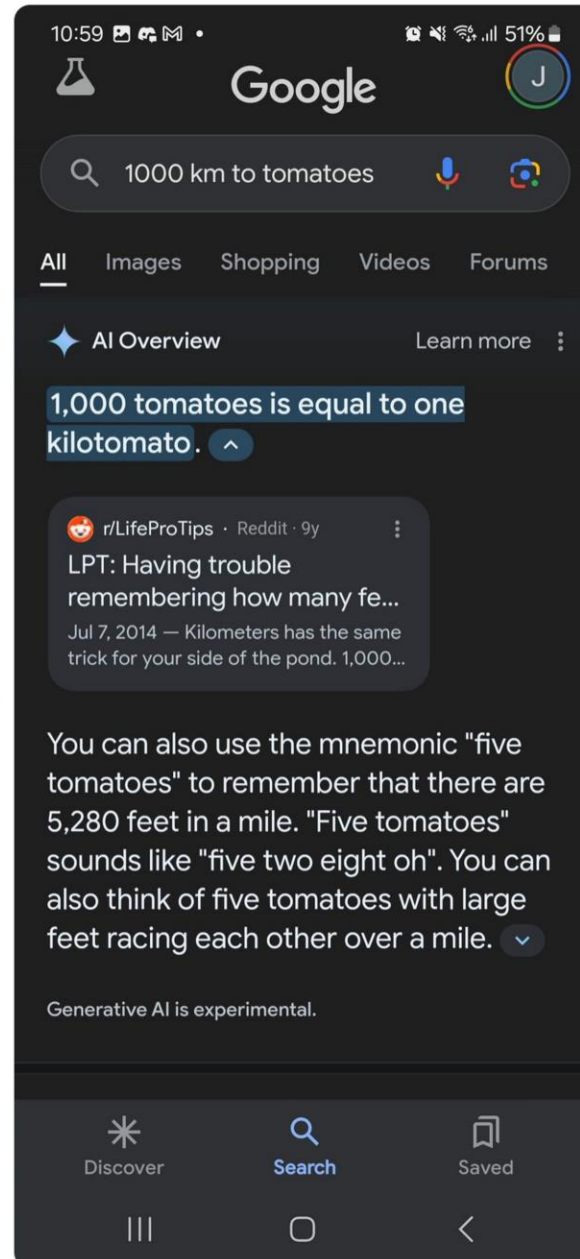 10:59 51%
Google
J
1000 km to tomatoes
All Images Shopping Videos Forums
AI Overview Learn more
1,000 tomatoes is equal to one
kilotomato.
r/LifeProTips · Reddit · 9y
LPT: Having trouble
remembering how many fe...
Jul 7, 2014 — Kilometers has the same
trick for your side of the pond. 1,000...
You can also use the mnemonic "five
tomatoes" to remember that there are
5,280 feet in a mile. "Five tomatoes"
sounds like "five two eight oh". You can
also think of five tomatoes with large
feet racing each other over a mile.
Generative AI is experimental.
Discover Search Saved